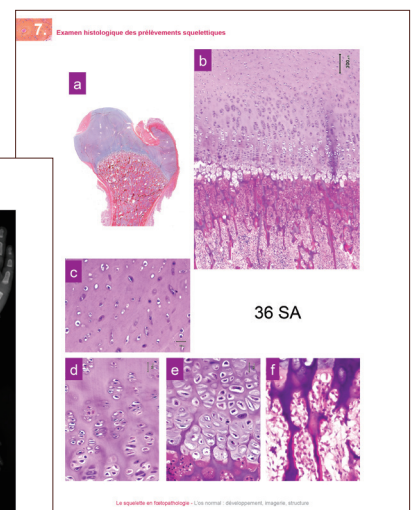 7.
Examen histologique des prélèvements squelettiques
a
b
c
36 SA
d
e
f
Le squelette en fœtopathologie - L'os normal : développement, imagerie, structure